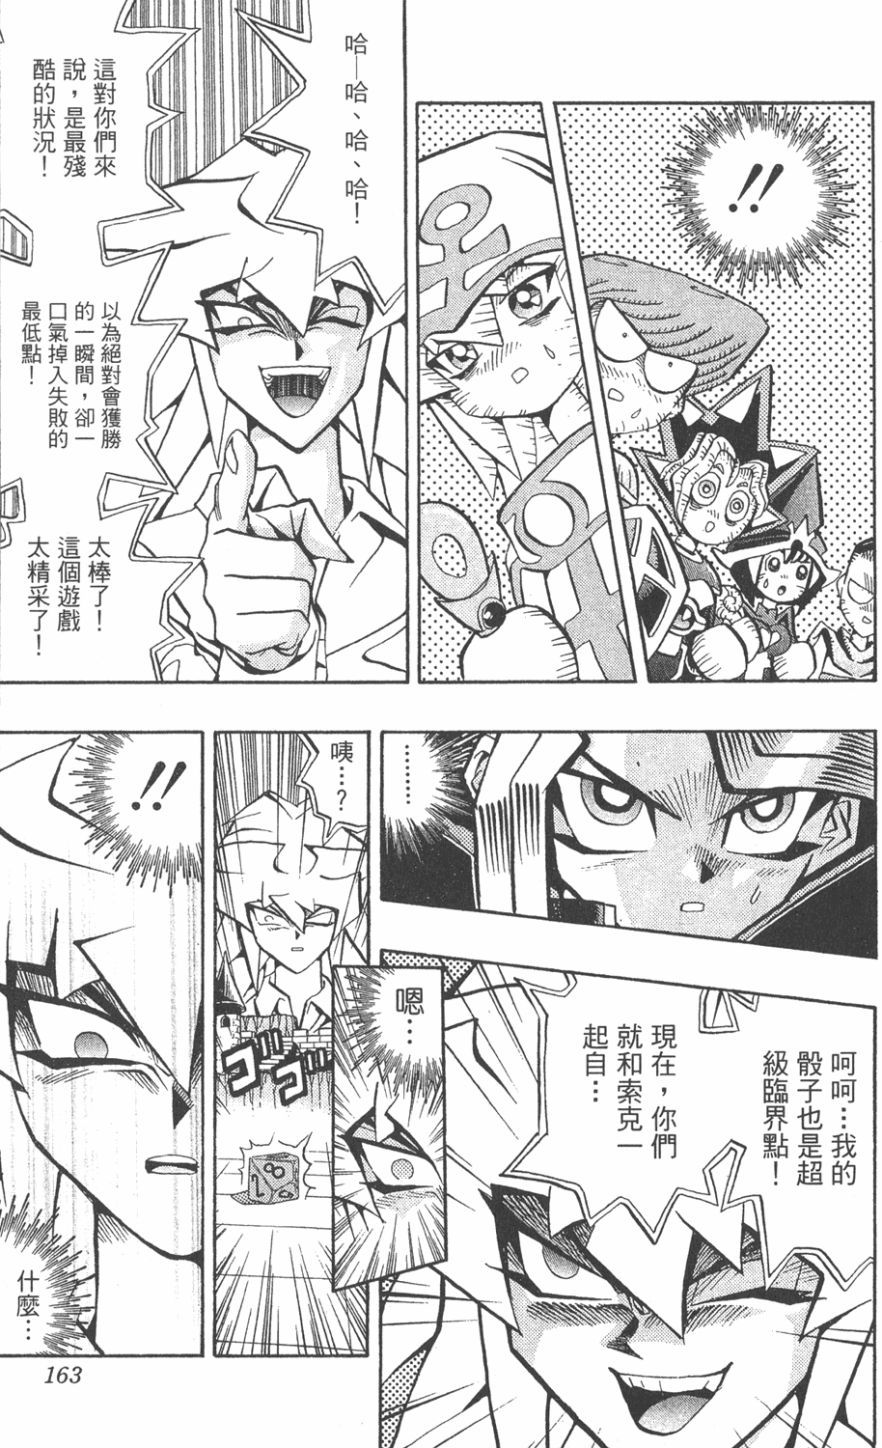 !!
哈—哈、哈、哈！
這對你們來
說，是最殘
酷的狀況！
以為絕對會獲勝
的一瞬間，卻一
口氣掉入失敗的
最低點！
太棒了！
這個遊戲
太精采了！
………
呵呵…我的
骰子也是超
級臨界點！
現在，你們
就和索克一
起自…
咦…？
嗯…
ゴゴ
8
!!
什麼…
163